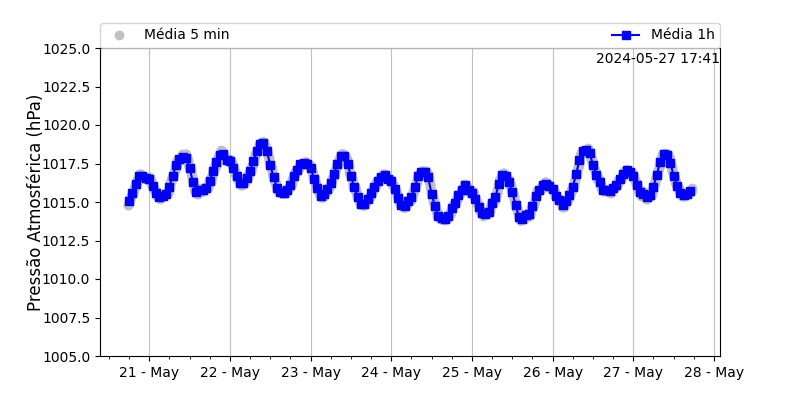 Média 5 min
Média 1h
2024-05-27 17:41
Pressão Atmosférica (hPa)
1025.0
1022.5
1020.0
1017.5
1015.0
1012.5
1010.0
1007.5
1005.0
21 - May 22 - May 23 - May 24 - May 25 - May 26 - May 27 - May 28 - May